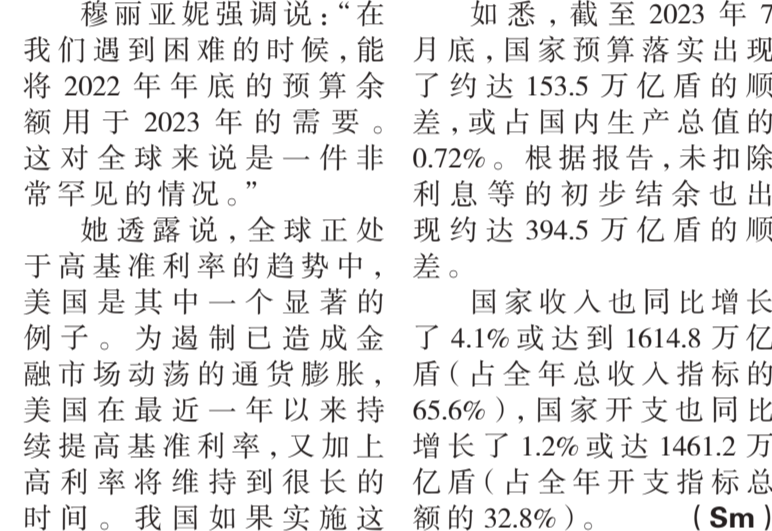 穆丽亚妮强调说：“在
我们遇到困难的时候，能
将 2022 年年底的预算余
额用于 2023 年的需要。
这对全球来说是一件非
常罕见的情况。”
她透露说，全球正处
于高基准利率的趋势中，
美国是其中一个显著的
例子。为遏制已造成金
融市场动荡的通货膨胀，
美国在最近一年以来持
续提高基准利率，又加上
高利率将维持到很长的
时间。我国如果实施这
如悉，截至 2023 年 7
月底，国家预算落实出现
了约达 153.5 万亿盾的顺
差，或占国内生产总值的
0.72%。根据报告，未扣除
利息等的初步结余也出
现约达 394.5 万亿盾的顺
差。
国家收入也同比增长
了 4.1%或达到 1614.8 万亿
盾（占全年总收入指标的
65.6%），国家开支也同比
增长了 1.2%或达 1461.2 万
亿盾（占全年开支指标总
额的 32.8%）。 （Sm）